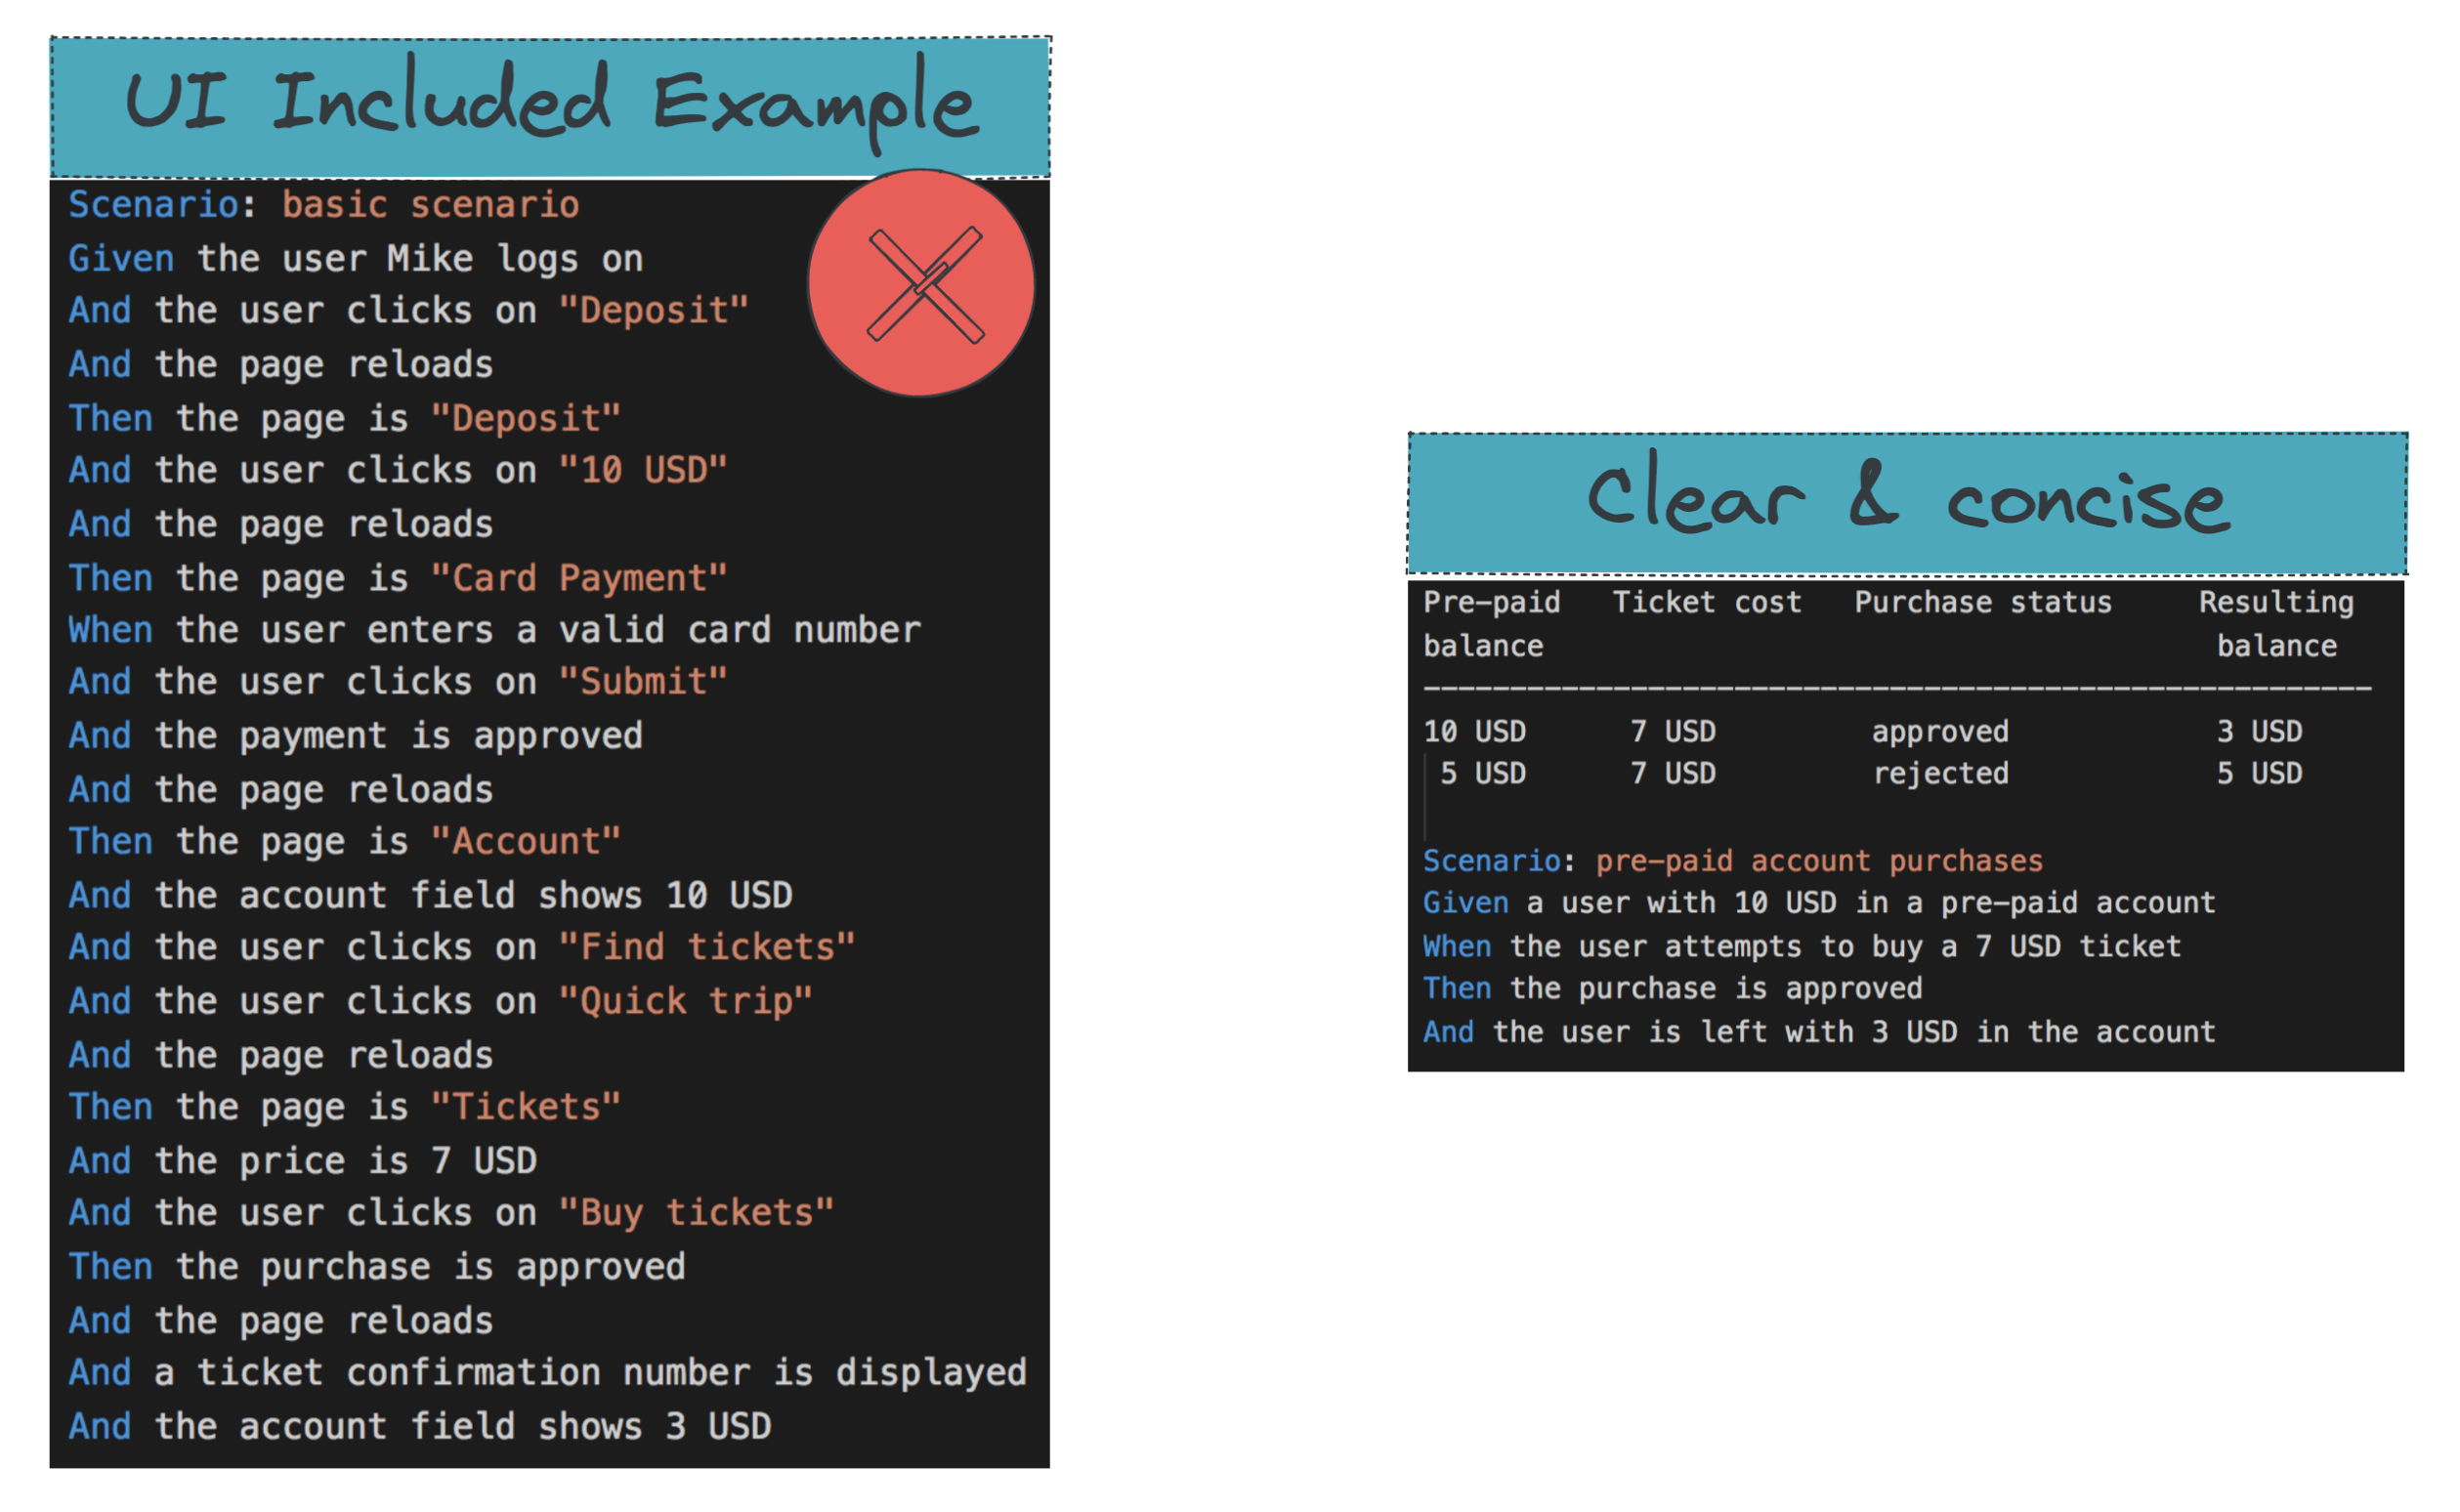 UI Included Example
Scenario: basic scenario
Given the user Mike logs on
And the user clicks on "Deposit"
And the page reloads
Then the page is "Deposit"
And the user clicks on "10 USD"
And the page reloads
Then the page is "Card Payment"
When the user enters a valid card number
And the user clicks on "Submit"
And the payment is approved
And the page reloads
Then the page is "Account"
And the account field shows 10 USD
And the user clicks on "Find tickets"
And the user clicks on "Quick trip"
And the page reloads
Then the page is "Tickets"
And the price is 7 USD
And the user clicks on "Buy tickets"
Then the purchase is approved
And the page reloads
And a ticket confirmation number is displayed
And the account field shows 3 USD
Clear & concise
Pre-paid Ticket cost Purchase status Resulting
balance balance
-------------------------------------------------------
10 USD 7 USD approved 3 USD
5 USD 7 USD rejected 5 USD
Scenario: pre-paid account purchases
Given a user with 10 USD in a pre-paid account
When the user attempts to buy a 7 USD ticket
Then the purchase is approved
And the user is left with 3 USD in the account